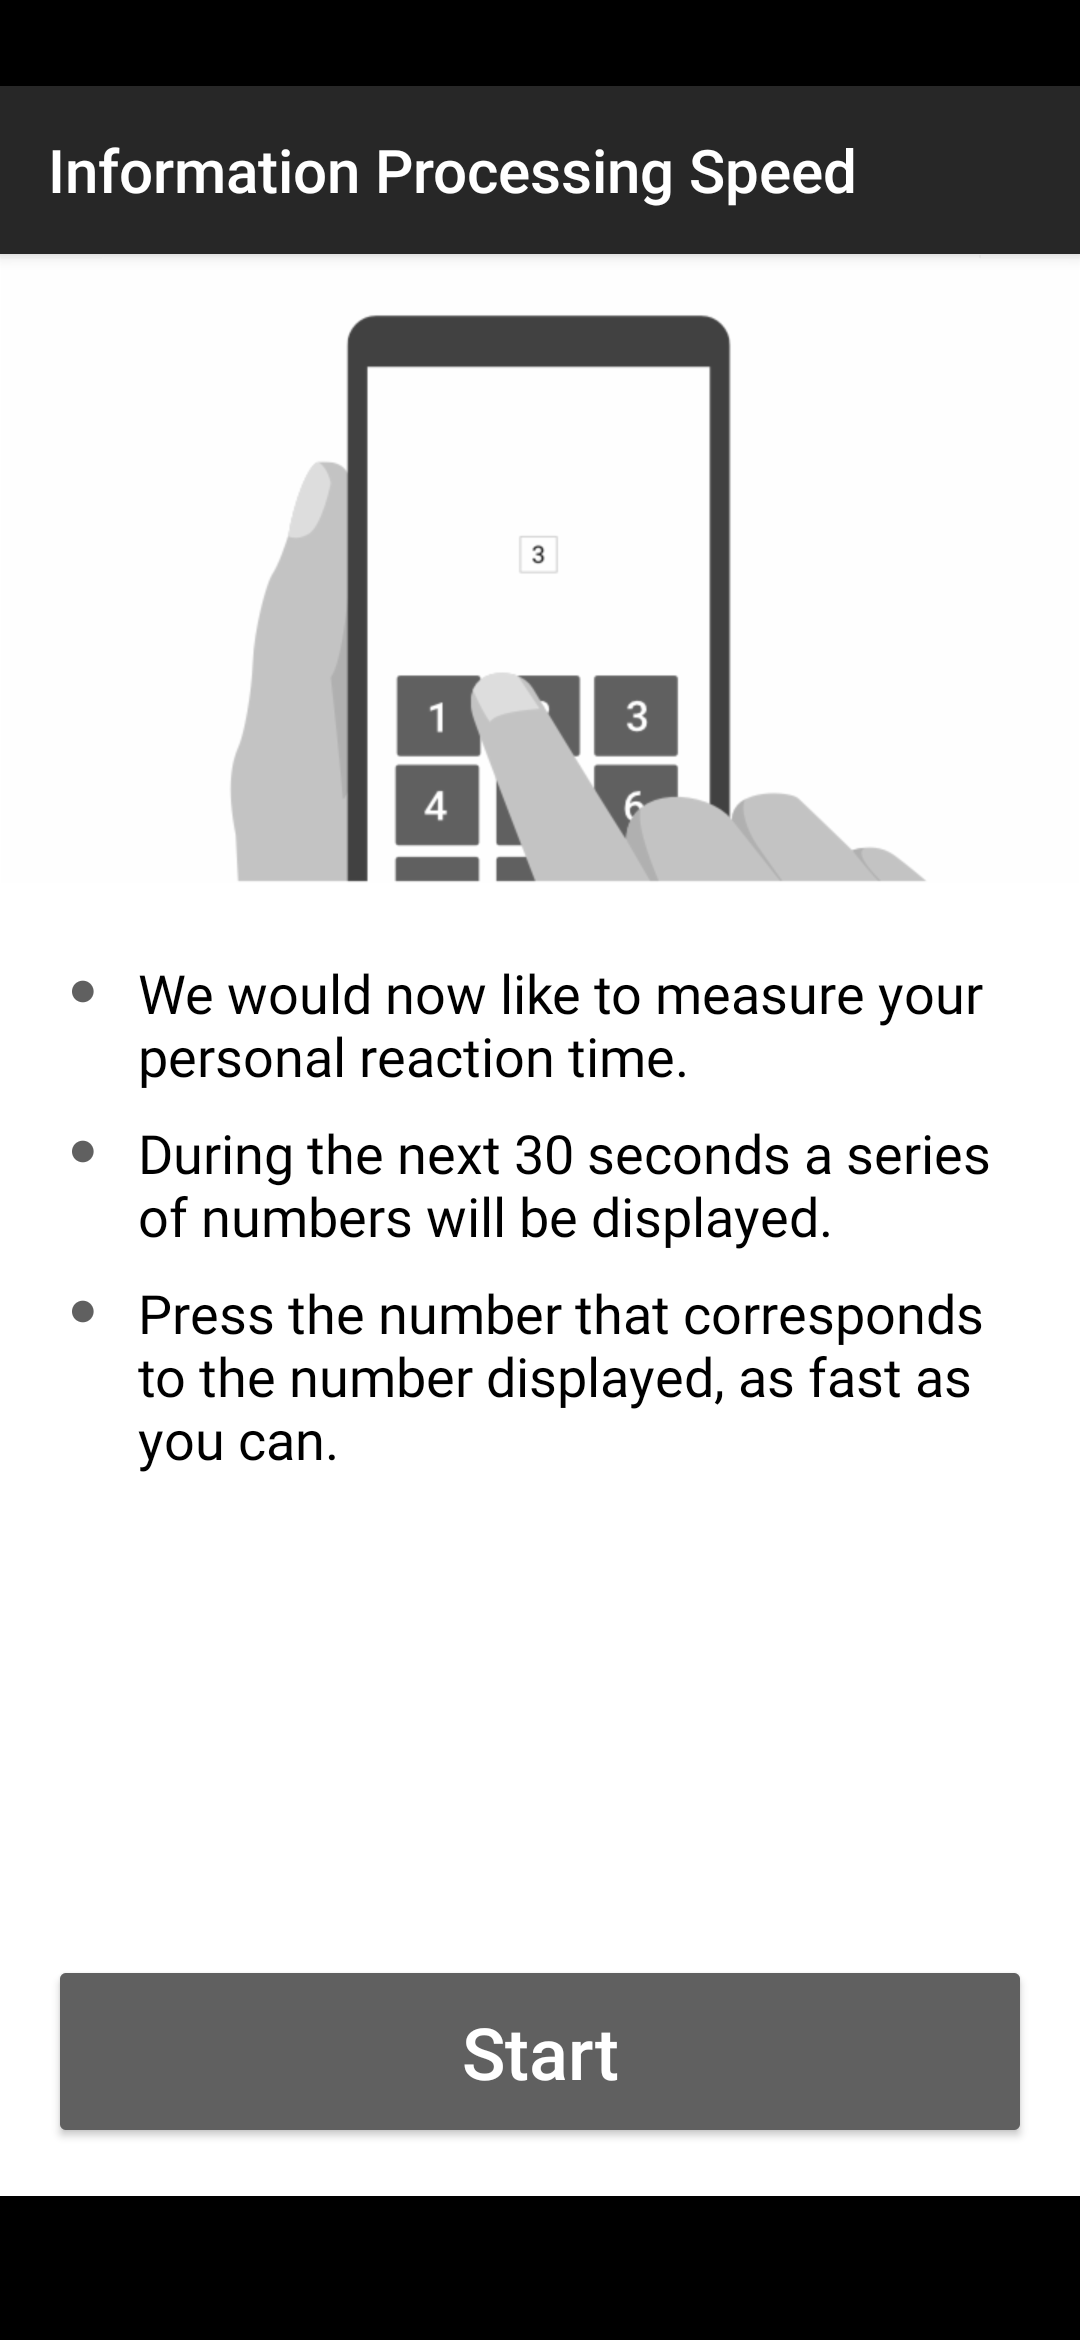 Information Processing Speed
3
1 3
4 6
We would now like to measure your
personal reaction time.
During the next 30 seconds a series
of numbers will be displayed.
Press the number that corresponds
to the number displayed, as fast as
you can.
Start